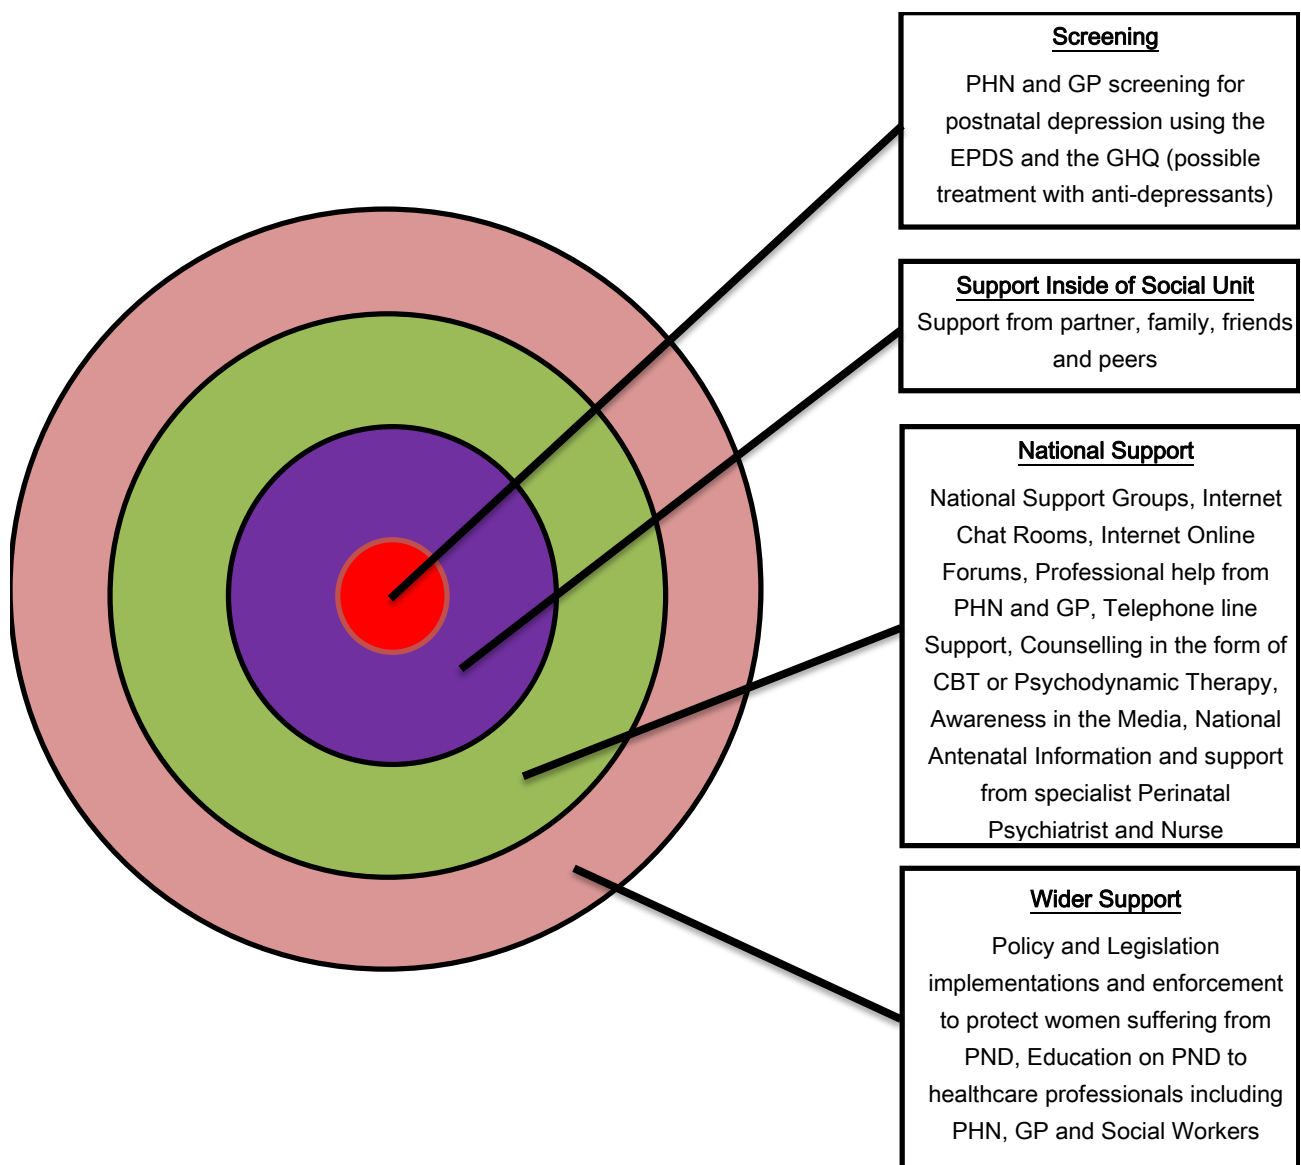 Screening
PHN and GP screening for
postnatal depression using the
EPDS and the GHQ (possible
treatment with anti-depressants)
Support Inside of Social Unit
Support from partner, family, friends
and peers
National Support
National Support Groups, Internet
Chat Rooms, Internet Online
Forums, Professional help from
PHN and GP, Telephone line
Support, Counselling in the form of
CBT or Psychodynamic Therapy,
Awareness in the Media, National
Antenatal Information and support
from specialist Perinatal
Psychiatrist and Nurse
Wider Support
Policy and Legislation
implementations and enforcement
to protect women suffering from
PND, Education on PND to
healthcare professionals including
PHN, GP and Social Workers